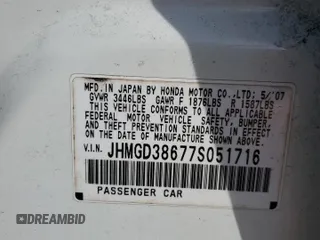 MFD. IN JAPAN BY HONDA MOTOR CO.,LTD: 5/'07
GVWR 3446LBS GAWR F 1876LBS R 1587LBS
THIS VEHICLE CONFORMS TO ALL APPLICABLE
FEDERAL MOTOR VEHICLE SAFETY, BUMPER,
AND THEFT PREVENTION STANDARDS IN EFFECT
ON THE DATE OF MANUFACTURE SHOWN ABOVE.
V.I.N. JHMGD38677S051716
PASSENGER CAR
DREAMBID